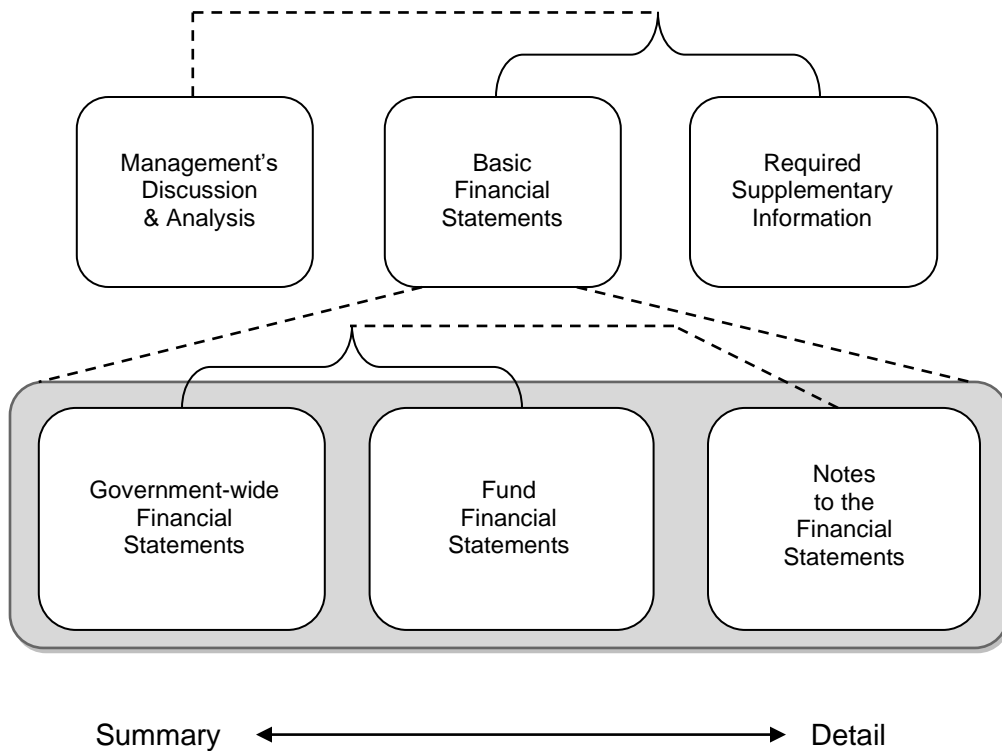 Management’s
Discussion
& Analysis
Basic
Financial
Statements
Required
Supplementary
Information
Government-wide
Financial
Statements
Fund
Financial
Statements
Notes
to the
Financial
Statements
Summary
Detail